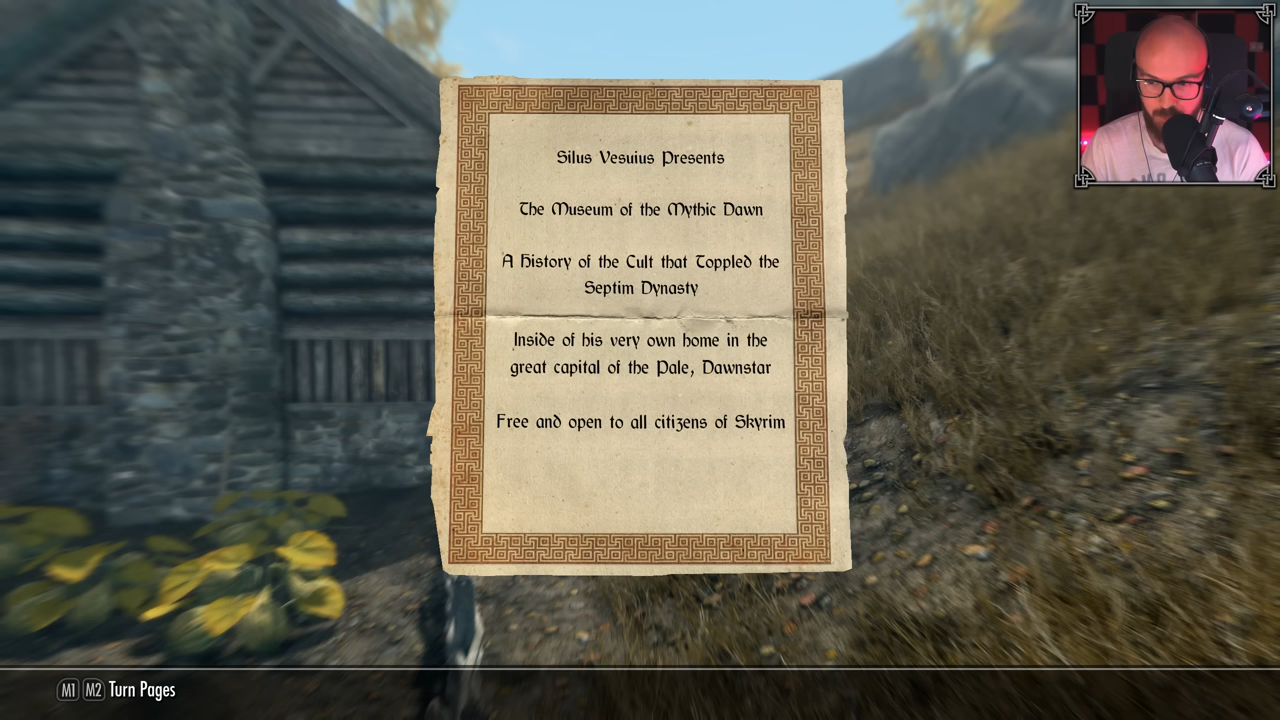 Silus Vesuius Presents
The Museum of the Mythic Dawn
A History of the Cult that Toppled the
Septim Dynasty
Inside of his very own home in the
great capital of the Pale, Dawnstar
Free and open to all citizens of Skyrim
M1 M2 Turn Pages